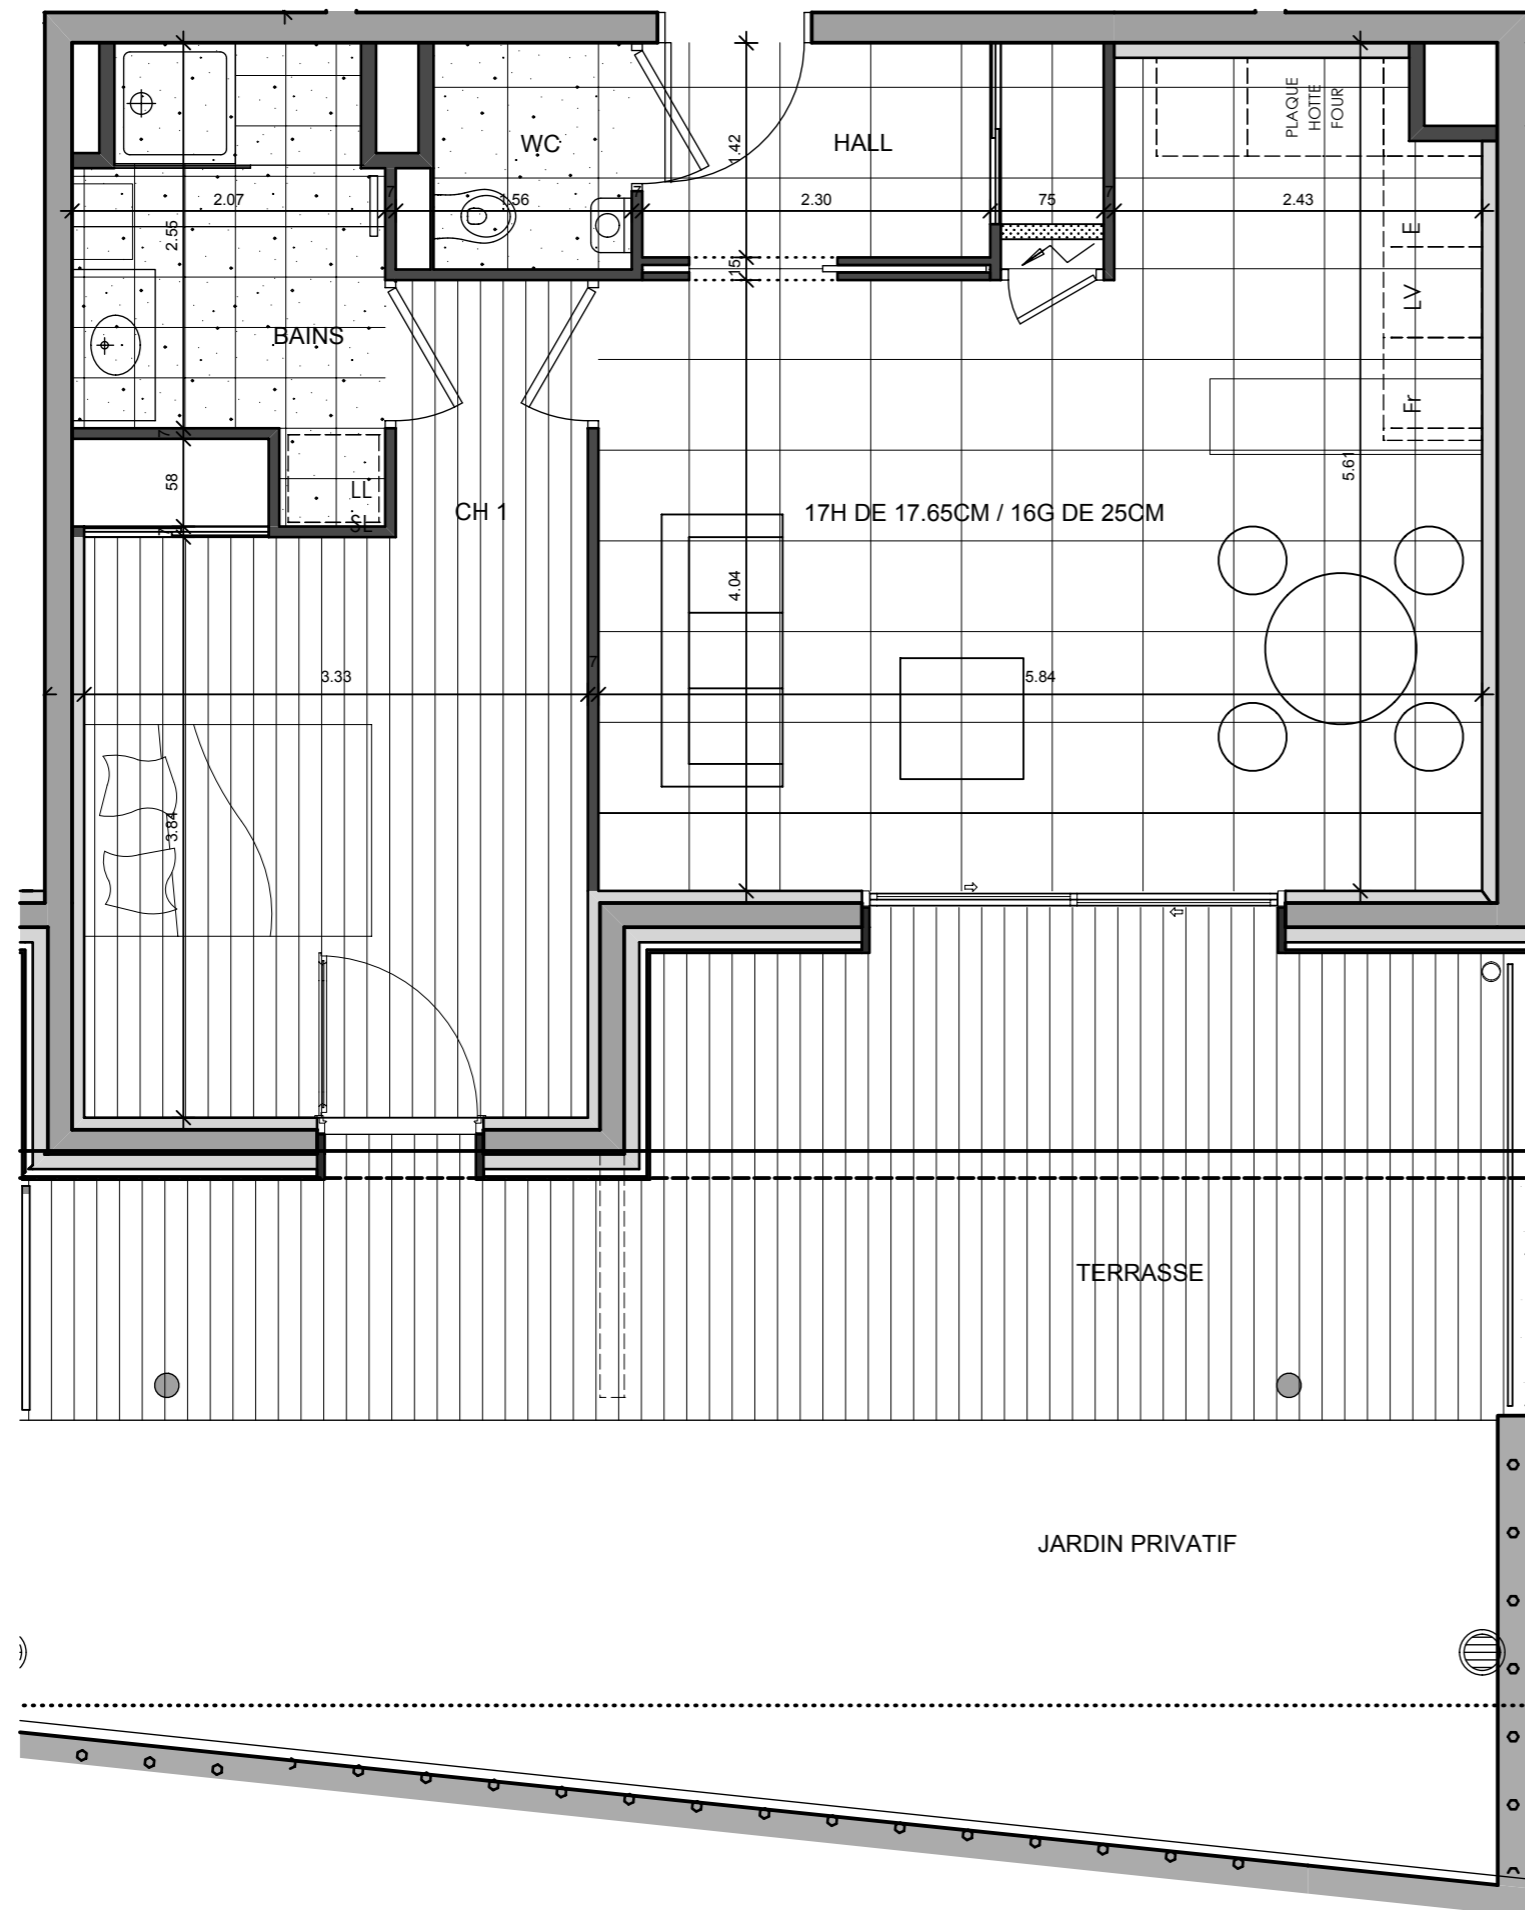 PLAQUE
HOTTE
FOUR
WC
HALL
1.42
2.07
7
1.56
7
2.30
75
7
2.43
2.55
E
15
LV
BAINS
Fr
7
58
LL
SL
CH 1
17H DE 17.65CM / 16G DE 25CM
5.61
4.04
7
7
3.33
5.84
3.84
TERRASSE
JARDIN PRIVATIF